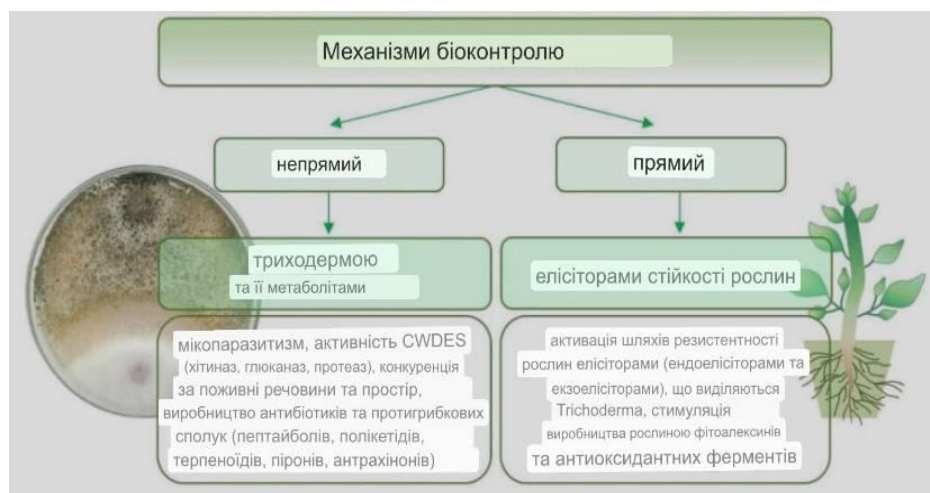 Механізми біоконтролю
непрямий
прямий
триходермою
та її метаболітами
елісіторами стійкості рослин
мікопаразитизм, активність CWDES
(хітиназ, глюканаз, протеаз), конкуренція
за поживні речовини та простір,
виробництво антибіотиків та протигрибкових
сполук (пептайболів, полікетідів,
терпеноїдів, піронів, антрахінонів)
активація шляхів резистентності
рослин елісіторами (ендоелісіторами та
екзоелісіторами), що виділяються
Trichoderma, стимуляція
виробництва рослиною фітоалексинів
та антиоксидантних ферментів